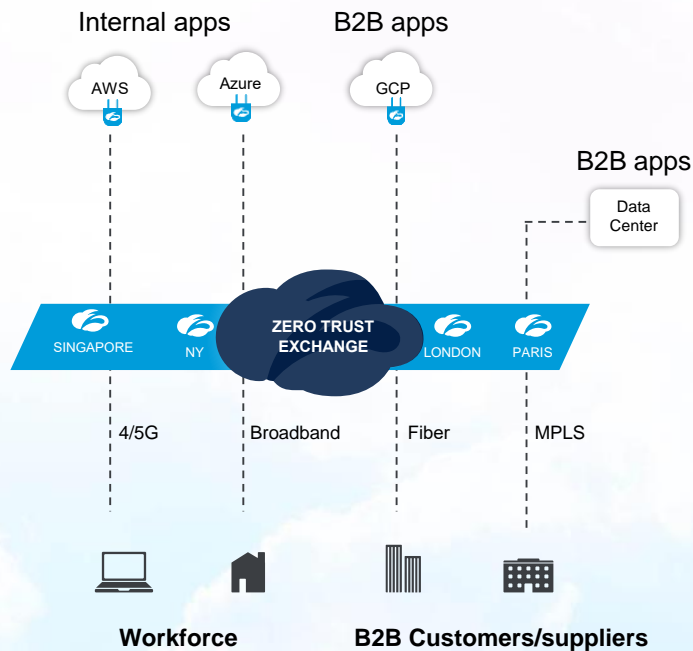 Internal apps
B2B apps
AWS
Azure
GCP
B2B apps
Data
Center
ZERO TRUST
EXCHANGE
SINGAPORE
NY
LONDON
PARIS
4/5G
Broadband
Fiber
MPLS
Workforce
B2B Customers/suppliers